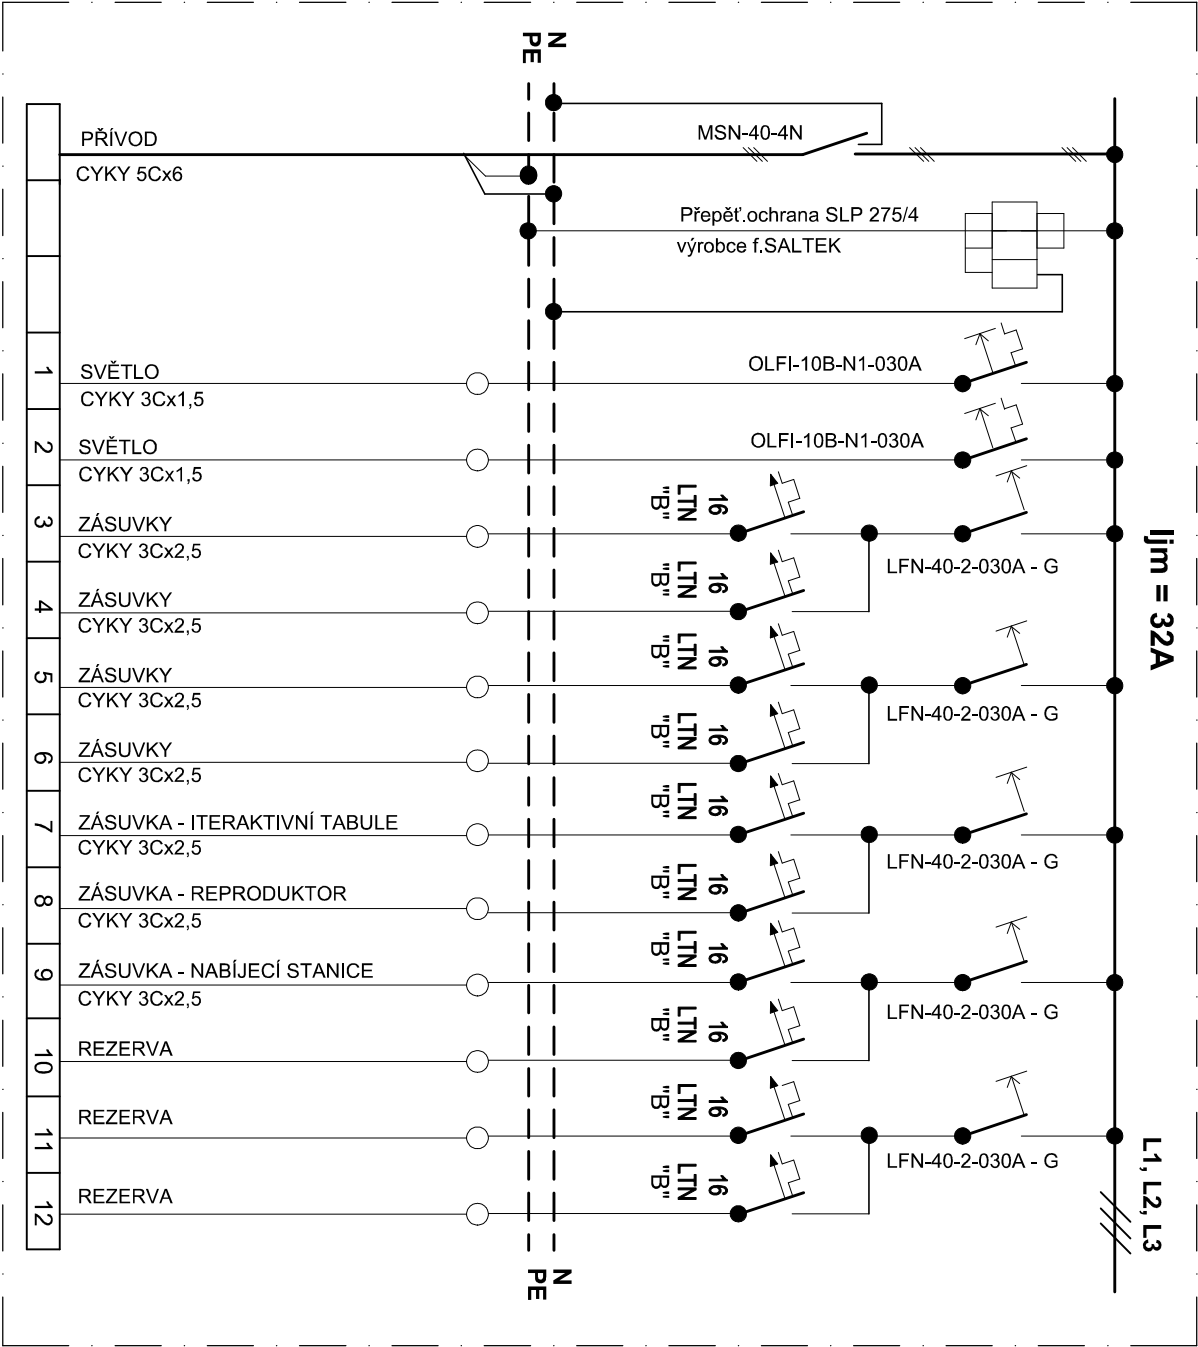 N
PE
PŘÍVOD
CYKY 5Cx6
MSN-40-4N
Přepěť.ochrana SLP 275/4
výrobce f.SALTEK
1
SVĚTLO
CYKY 3Cx1,5
OLFI-10B-N1-030A
2
SVĚTLO
CYKY 3Cx1,5
OLFI-10B-N1-030A
3
ZÁSUVKY
CYKY 3Cx2,5
16
LTN
"B"
LFN-40-2-030A - G
4
ZÁSUVKY
CYKY 3Cx2,5
16
LTN
"B"
5
ZÁSUVKY
CYKY 3Cx2,5
16
LTN
"B"
LFN-40-2-030A - G
6
ZÁSUVKY
CYKY 3Cx2,5
16
LTN
"B"
7
ZÁSUVKA - ITERAKTIVNÍ TABULE
CYKY 3Cx2,5
16
LTN
"B"
LFN-40-2-030A - G
8
ZÁSUVKA - REPRODUKTOR
CYKY 3Cx2,5
16
LTN
"B"
9
ZÁSUVKA - NABÍJECÍ STANICE
CYKY 3Cx2,5
16
LTN
"B"
LFN-40-2-030A - G
10
REZERVA
16
LTN
"B"
11
REZERVA
16
LTN
"B"
LFN-40-2-030A - G
12
REZERVA
16
LTN
"B"
Ijm = 32A
L1, L2, L3
N
PE